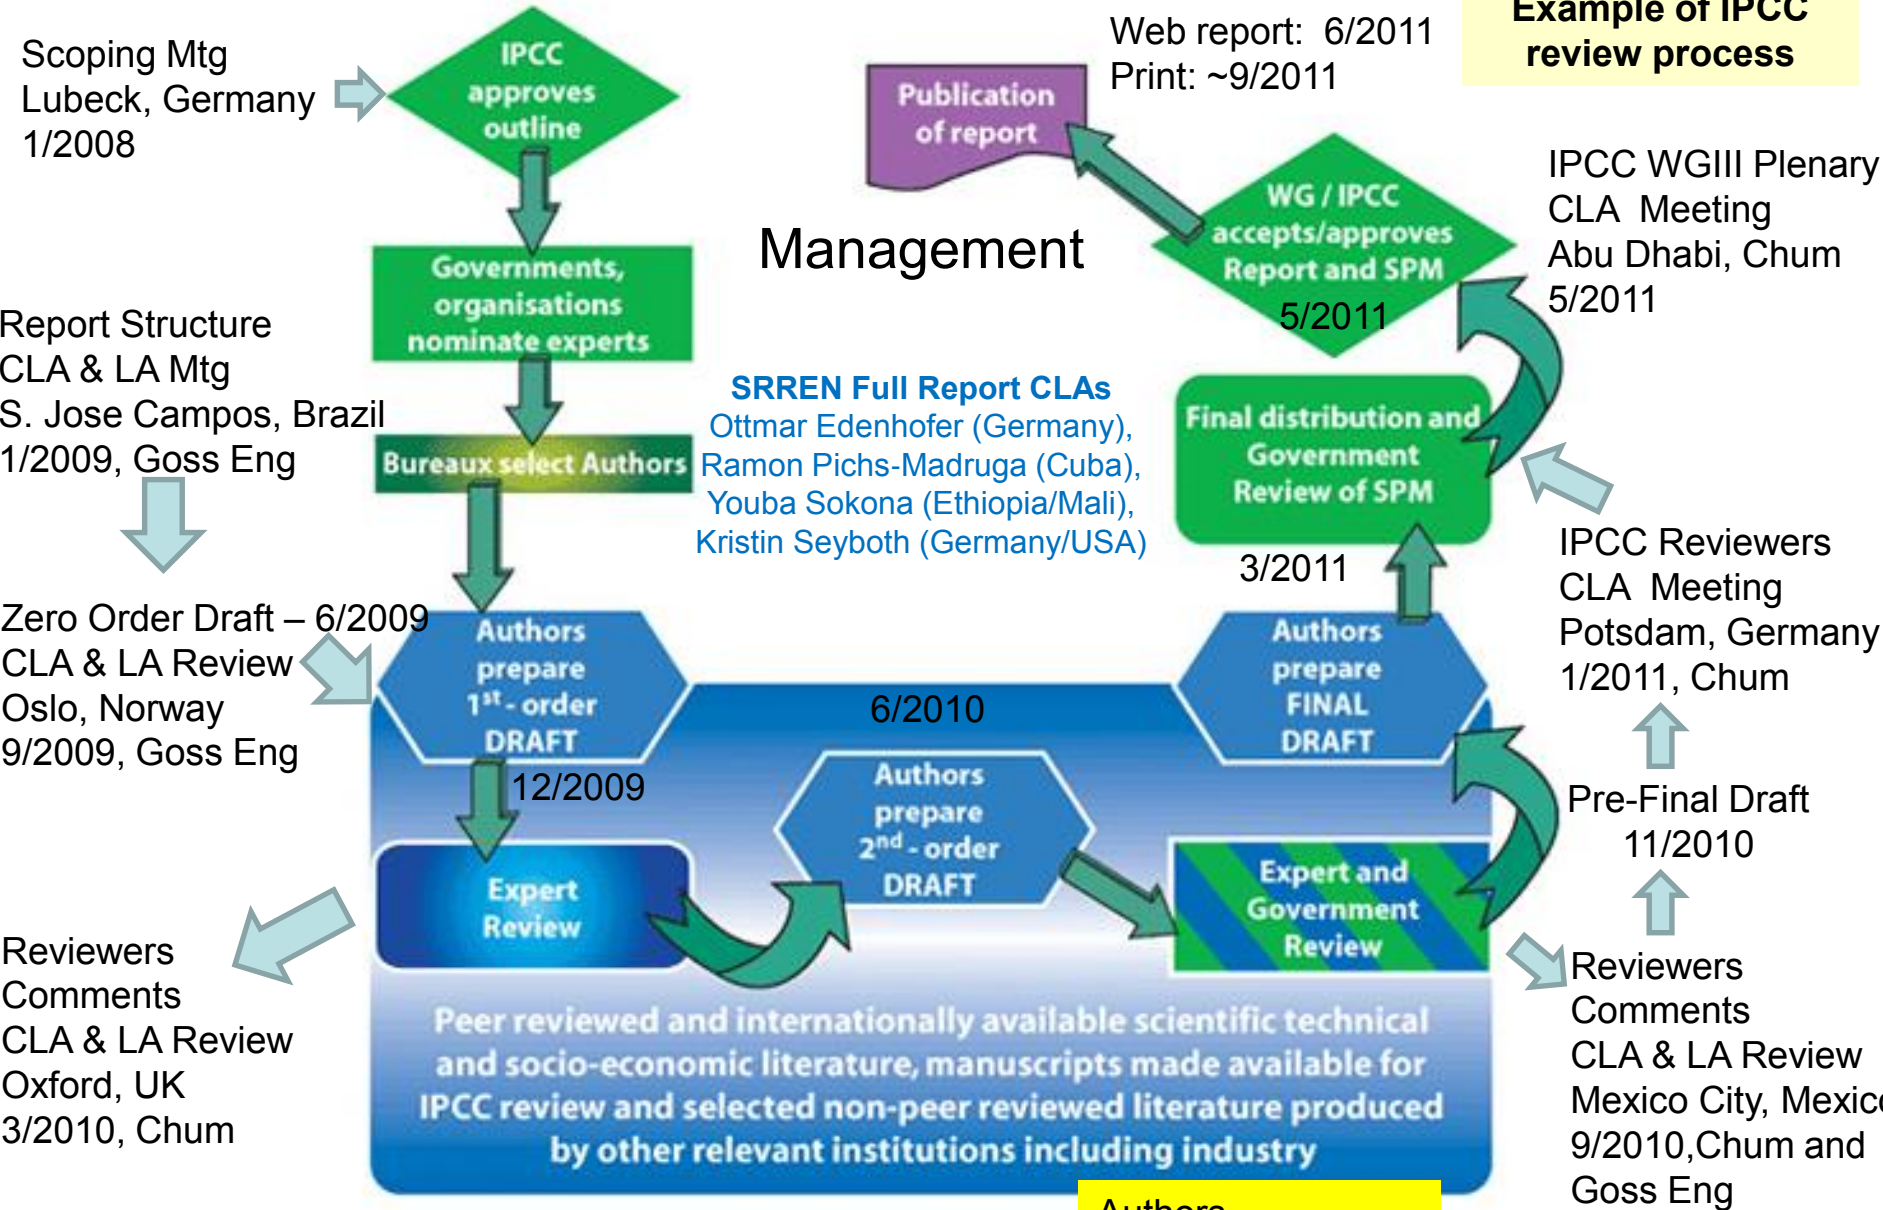 Example of IPCC
review process
Scoping Mtg
Lubeck, Germany
1/2008
IPCC
approves
outline
Web report:  6/2011
Print: ~9/2011
Publication
of report
WG / IPCC
accepts/approves
Report and SPM
5/2011
IPCC WGIII Plenary
CLA  Meeting
Abu Dhabi, Chum
5/2011
Management
Governments,
organisations
nominate experts
Report Structure
CLA & LA Mtg
S. Jose Campos, Brazil
1/2009, Goss Eng
Bureaux select Authors
SRREN Full Report CLAs
Ottmar Edenhofer (Germany),
Ramon Pichs-Madruga (Cuba),
Youba Sokona (Ethiopia/Mali),
Kristin Seyboth (Germany/USA)
Final distribution and
Government
Review of SPM
3/2011
IPCC Reviewers
CLA  Meeting
Potsdam, Germany
1/2011, Chum
Zero Order Draft – 6/2009
CLA & LA Review
Oslo, Norway
9/2009, Goss Eng
Authors
prepare
1st - order
DRAFT
12/2009
6/2010
Authors
prepare
FINAL
DRAFT
Authors
prepare
2nd - order
DRAFT
Pre-Final Draft
11/2010
Expert
Review
Expert and
Government
Review
Reviewers
Comments
CLA & LA Review
Oxford, UK
3/2010, Chum
Reviewers
Comments
CLA & LA Review
Mexico City, Mexico
9/2010,Chum and
Goss Eng
Peer reviewed and internationally available scientific technical
and socio-economic literature, manuscripts made available for
IPCC review and selected non-peer reviewed literature produced
by other relevant institutions including industry
Authors